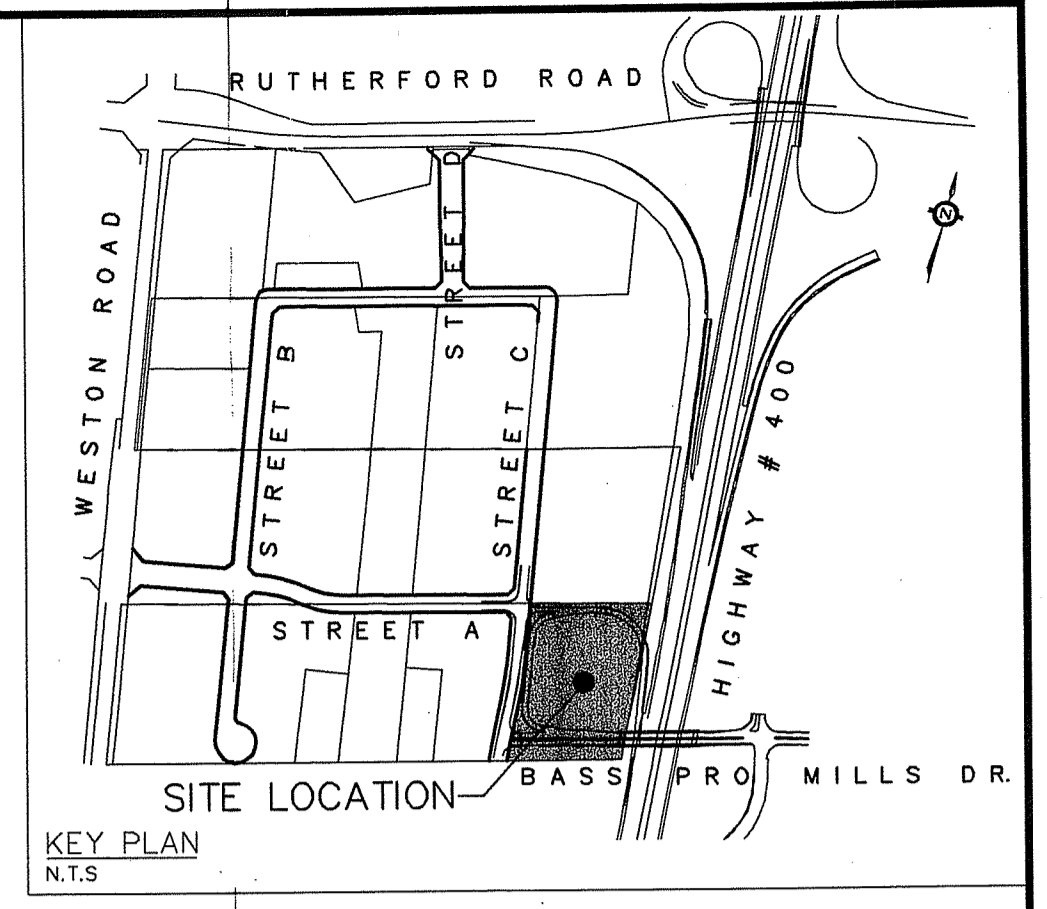 RUTHERFORD ROAD
WESTON ROAD
STREET D
N
STREET B
STREET C
HIGHWAY # 400
STREET A
BASS PRO MILLS DR.
SITE LOCATION
KEY PLAN
N.T.S